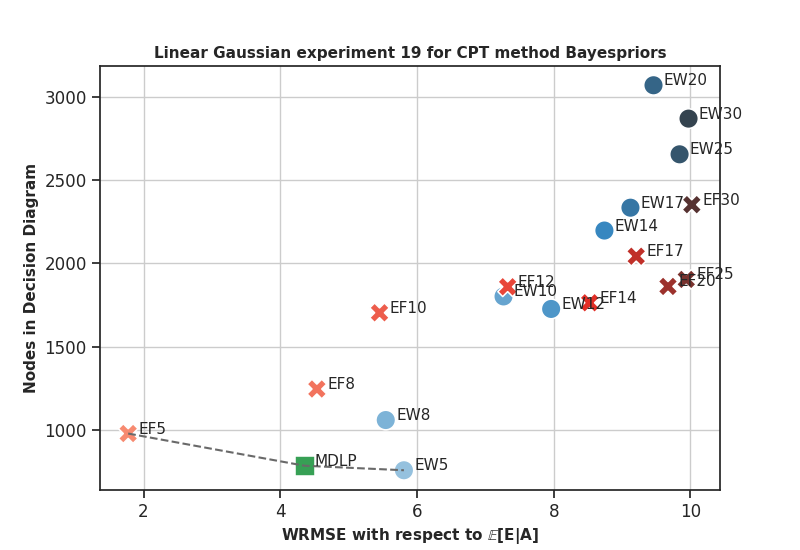 Linear Gaussian experiment 19 for CPT method Bayespriors
Nodes in Decision Diagram
3000
2500
2000
1500
1000
EW20
EW30
EW25
EF30
EW17
EW14
EF17
EF25
EF20
EF12
EW10
EF14
EW12
EF10
EF8
EW8
EF5
MDLP
EW5
2
4
6
8
10
WRMSE with respect to 𝔼[E|A]